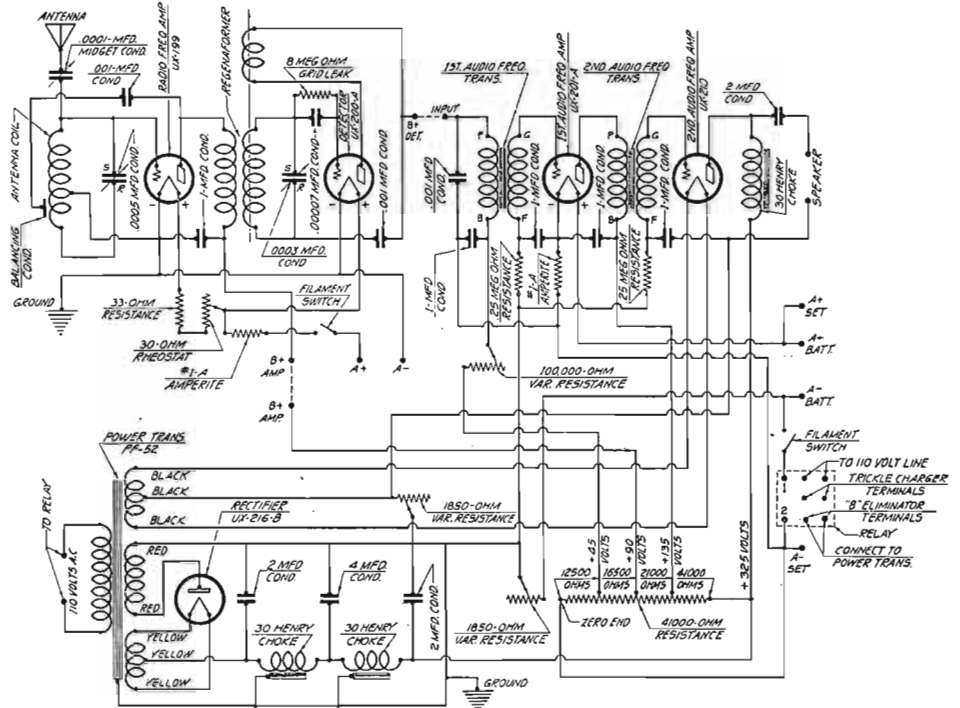 ANTENNA
.0001-MFD.
MIDGET COND.
.001-MFD
COND
RADIO FREQ AMP
UX-199
REGENAFORMER
8 MEG OHM
GRID LEAK
DETECTOR
UX-200-A
B+
DET.
INPUT
1ST. AUDIO FREQ.
TRANS.
1ST AUDIO FREQ AMP
UX-201-A
2ND. AUDIO FREQ
TRANS.
2ND. AUDIO FREQ AMP
UX-210
2 MFD
COND
ANTENNA COIL
S
R
.0005 MFD COND.
1-MFD. COND.
S
R
.00007-MFD. COND
.001 MFD COND
.001 MFD
COND.
P
G
B
F
1-MFD. COND.
1-MFD COND.
P
G
B
F
1-MFD. COND.
30 HENRY
CHOKE
SPEAKER
- +
- +
BALANCING
COND.
.0003 MFD
COND
GROUND
33-OHM
RESISTANCE
30-OHM
RHEOSTAT
#1-A
AMPERITE
FILAMENT
SWITCH
B+
AMP
B+
AMP.
A+
A-
1-MFD
COND
.25 MEG OHM
RESISTANCE
#1-A
AMPERITE
.25 MEG OHM
RESISTANCE
A+
SET
A+
BATT.
100,000-OHM
VAR. RESISTANCE
A-
BATT.
FILAMENT
SWITCH
POWER TRANS
PF-52
BLACK
BLACK
BLACK
RECTIFIER
UX-216-B
1850-OHM
VAR. RESISTANCE
1
2
TO 110 VOLT LINE
TRICKLE CHARGER
TERMINALS
"B" ELIMINATOR
TERMINALS
RELAY
CONNECT TO
POWER TRANS.
A-
SET
TO RELAY
110 VOLTS A.C
RED
RED
YELLOW
YELLOW
YELLOW
2 MFD
COND.
4 MFD
COND.
2 MFD. COND.
30 HENRY
CHOKE
30 HENRY
CHOKE
GROUND
1850-OHM
VAR. RESISTANCE
+45
VOLTS
+90
VOLTS
+135
VOLTS
+325 VOLTS
12500
OHMS
16500
OHMS
21000
OHMS
41000
OHMS
ZERO END
41000-OHM
RESISTANCE